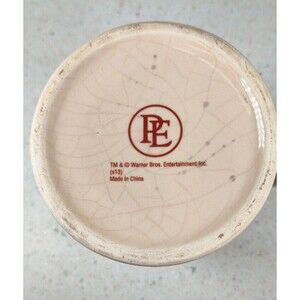 PE
TM & © Warner Bros. Entertainment Inc.
(s13)
Made in China